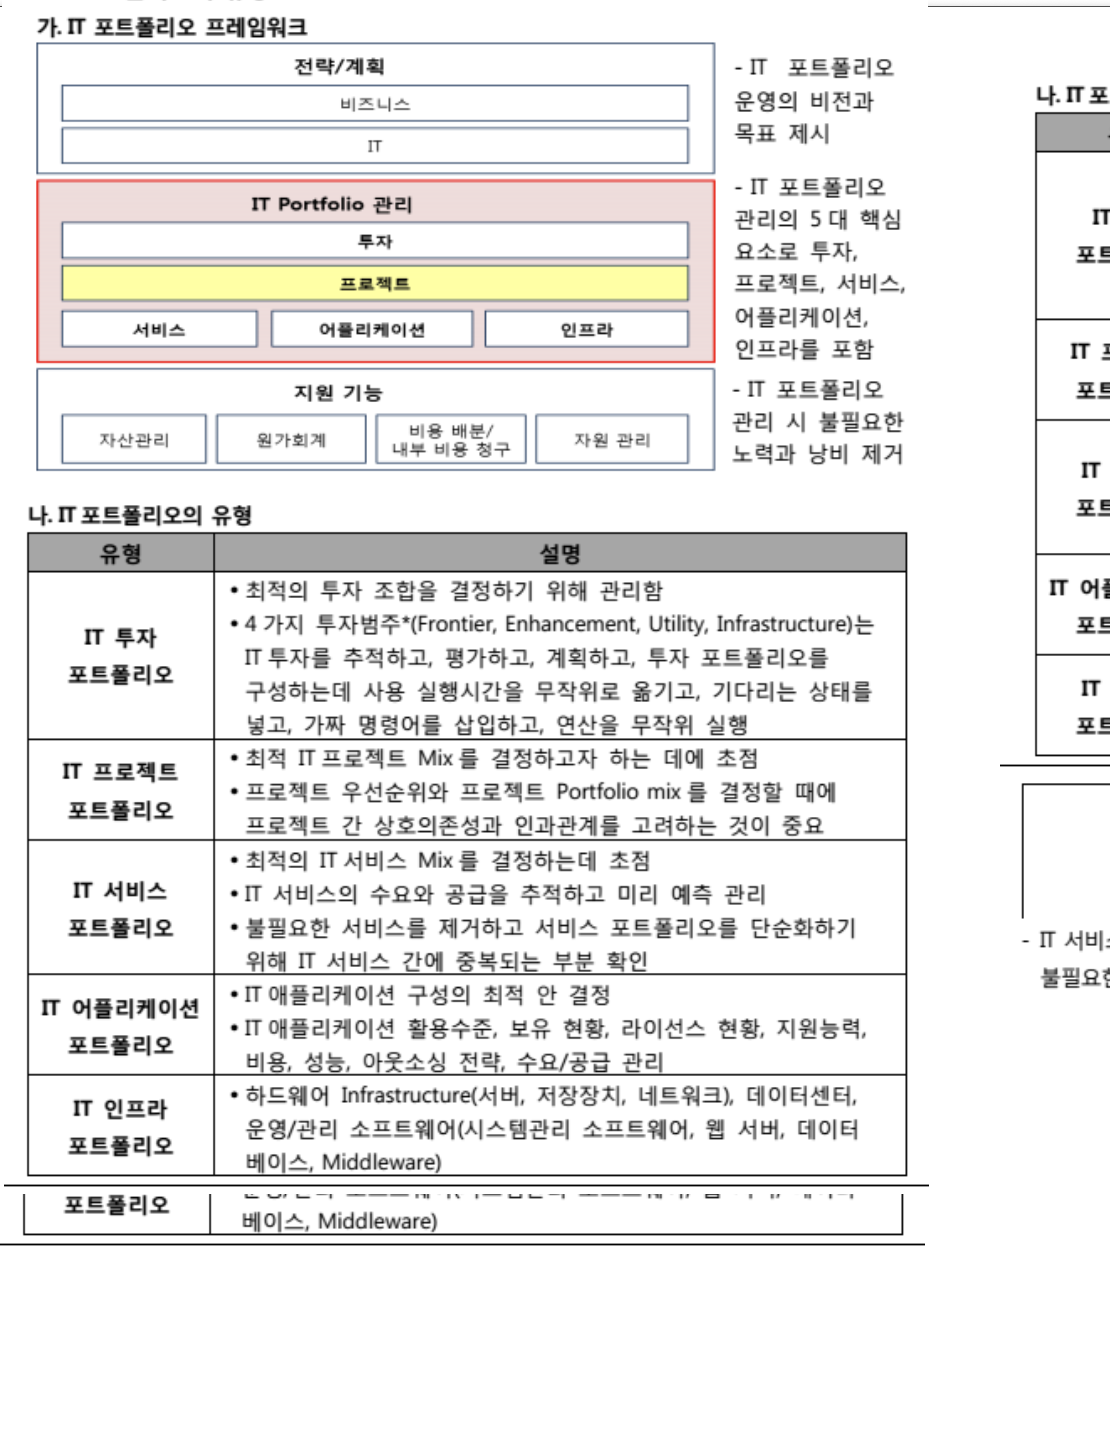 가. IT 포트폴리오 프레임워크
전략/계획
비즈니스
IT
- IT 포트폴리오
운영의 비전과
목표 제시
IT Portfolio 관리
투자
프로젝트
서비스 어플리케이션 인프라
- IT 포트폴리오
관리의 5대 핵심
요소로 투자,
프로젝트, 서비스,
어플리케이션,
인프라를 포함
지원 기능
자산관리 원가회계 비용 배분/
내부 비용 청구 자원 관리
- IT 포트폴리오
관리 시 불필요한
노력과 낭비 제거
나. IT 포트폴리오의 유형
유형 설명
IT 투자
포트폴리오
• 최적의 투자 조합을 결정하기 위해 관리함
• 4 가지 투자범주*(Frontier, Enhancement, Utility, Infrastructure)는
IT 투자를 추적하고, 평가하고, 계획하고, 투자 포트폴리오를
구성하는데 사용 실행시간을 무작위로 옮기고, 기다리는 상태를
넣고, 가짜 명령어를 삽입하고, 연산을 무작위 실행
IT 프로젝트
포트폴리오
• 최적 IT 프로젝트 Mix 를 결정하고자 하는 데에 초점
• 프로젝트 우선순위와 프로젝트 Portfolio mix 를 결정할 때에
프로젝트 간 상호의존성과 인과관계를 고려하는 것이 중요
IT 서비스
포트폴리오
• 최적의 IT 서비스 Mix 를 결정하는데 초점
• IT 서비스의 수요와 공급을 추적하고 미리 예측 관리
• 불필요한 서비스를 제거하고 서비스 포트폴리오를 단순화하기
위해 IT 서비스 간에 중복되는 부분 확인
IT 어플리케이션
포트폴리오
• IT 애플리케이션 구성의 최적 안 결정
• IT 애플리케이션 활용수준, 보유 현황, 라이선스 현황, 지원능력,
비용, 성능, 아웃소싱 전략, 수요/공급 관리
IT 인프라
포트폴리오
• 하드웨어 Infrastructure(서버, 저장장치, 네트워크), 데이터센터,
운영/관리 소프트웨어(시스템관리 소프트웨어, 웹 서버, 데이터
베이스, Middleware)
포트폴리오
베이스, Middleware)
나. IT 포
IT
IT
IT
IT 어
IT
- IT 서비
불필요